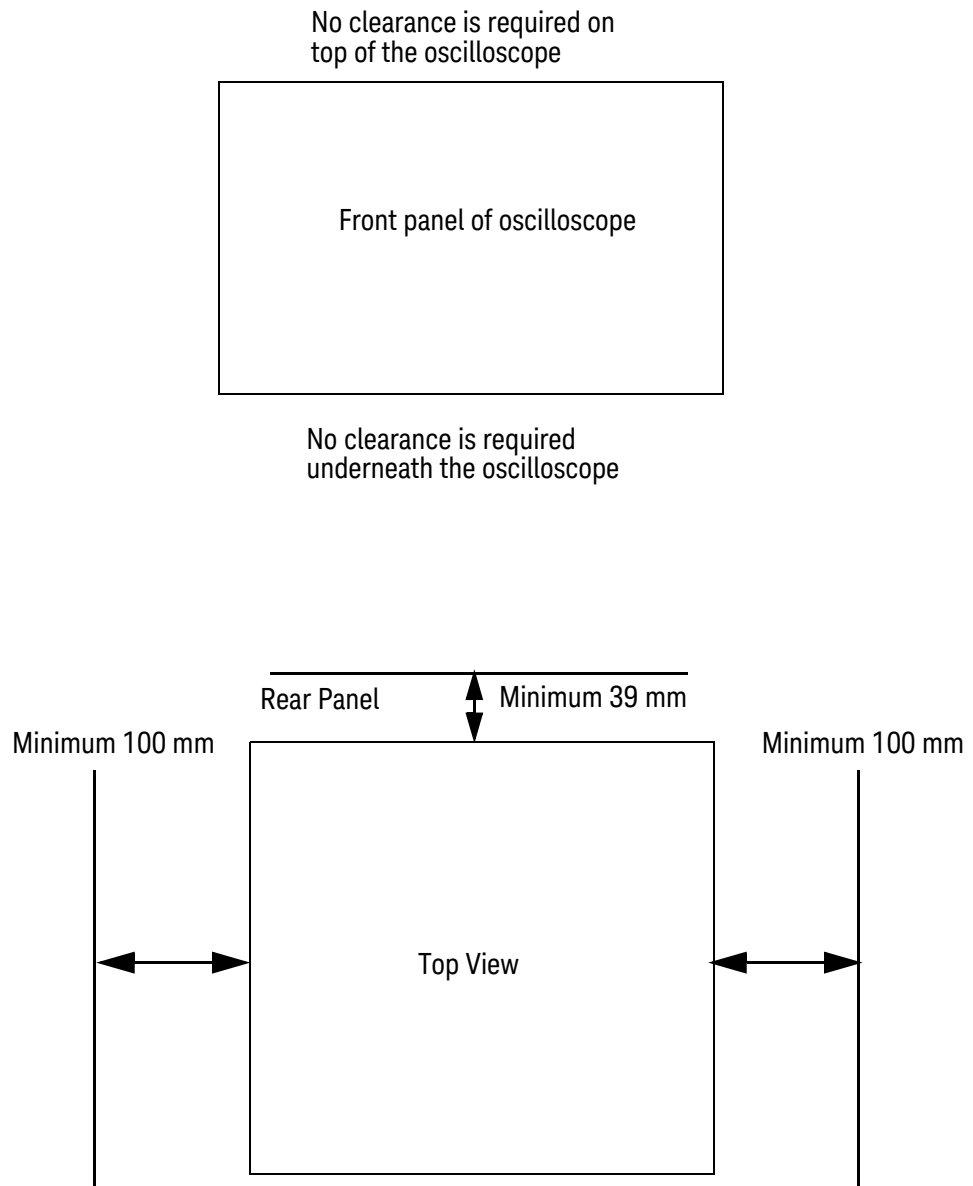 No clearance is required on
top of the oscilloscope
Front panel of oscilloscope
No clearance is required
underneath the oscilloscope
Rear Panel
Minimum 39 mm
Minimum 100 mm
Minimum 100 mm
Top View